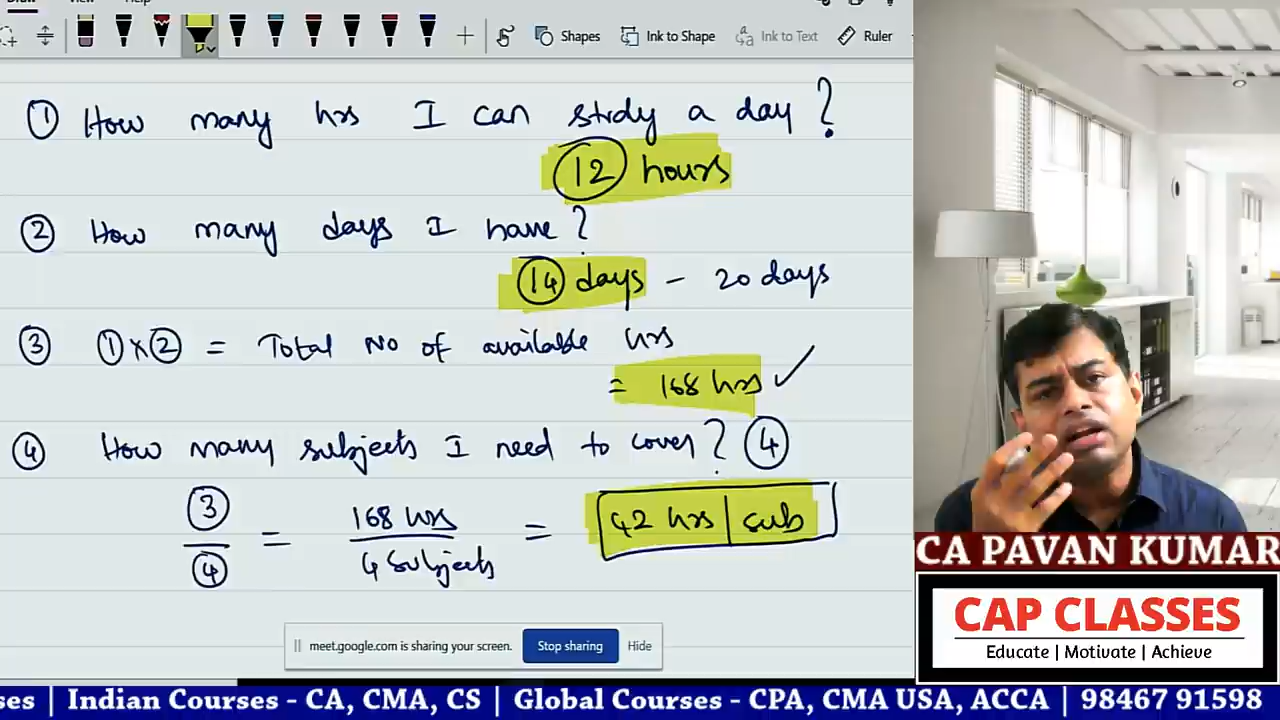 Shapes Ink to Shape Ink to Text Ruler
① How many hrs I can study a day?
⑫ hours
② How many days I have?
⑭ days - 20 days
③ ①×② = Total No of available hrs
= 168 hrs ✓
④ How many subjects I need to cover? ④
③/④ = 168 hrs / 4 subjects = 42 hrs | sub
meet.google.com is sharing your screen. Stop sharing Hide
CA PAVAN KUMAR
CAP CLASSES
Educate | Motivate | Achieve
ses | Indian Courses - CA, CMA, CS | Global Courses - CPA, CMA USA, ACCA | 98467 91598